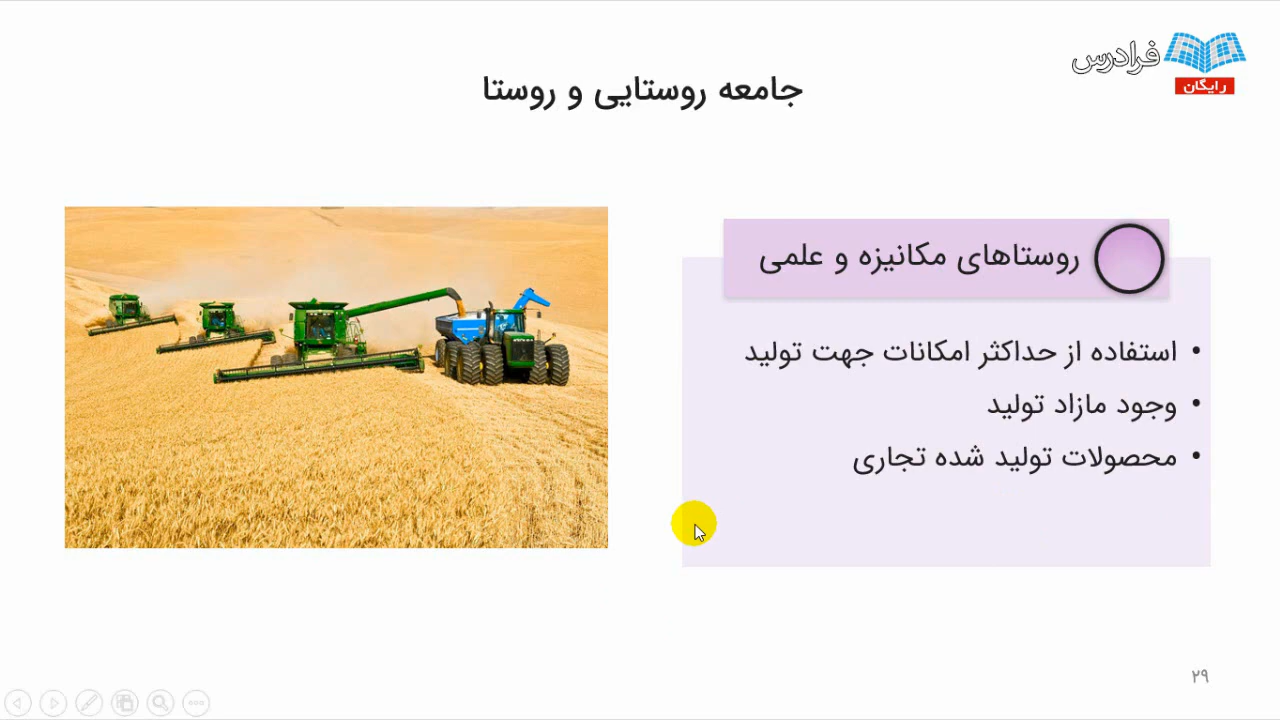 فرادرس
رایگان
جامعه روستایی و روستا
روستاهای مکانیزه و علمی
• استفاده از حداکثر امکانات جهت تولید
• وجود مازاد تولید
• محصولات تولید شده تجاری
۲۹